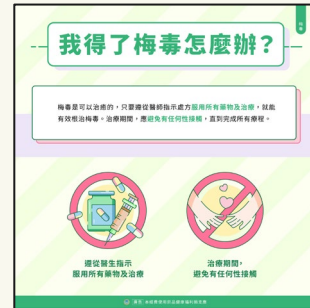 我得了梅毒怎麼辦?
梅毒是可以治癒的，只要遵從醫師指示處方服用所有藥物及治療，就能
有效根治梅毒。治療期間，應避免有任何性接觸，直到完成所有療程。
遵從醫生指示
服用所有藥物及治療
治療期間，
避免有任何性接觸